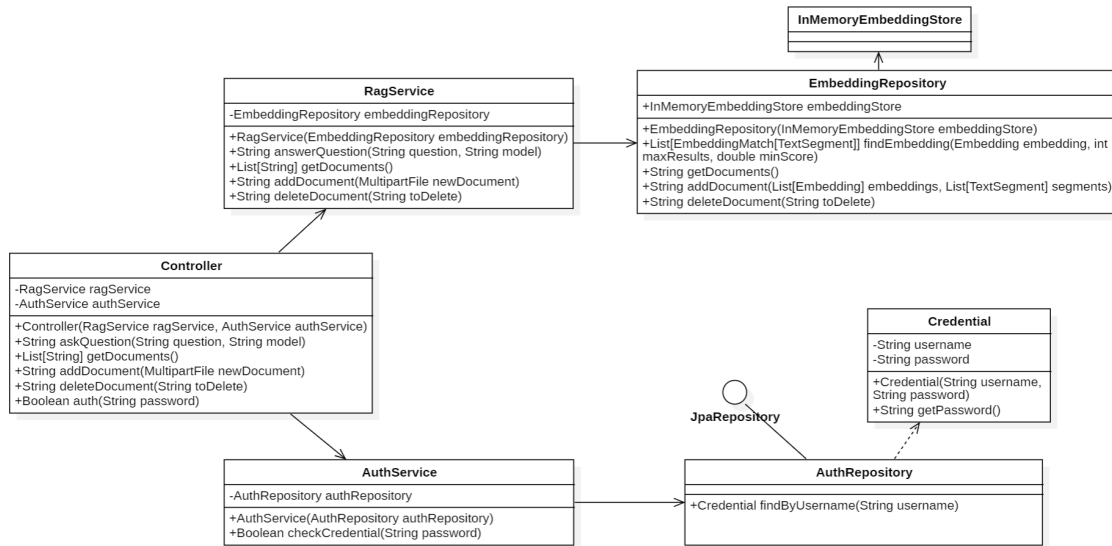 InMemoryEmbeddingStore
RagService
-EmbeddingRepository embeddingRepository
+RagService(EmbeddingRepository embeddingRepository)
+String answerQuestion(String question, String model)
+List[String] getDocuments()
+String addDocument(MultipartFile newDocument)
+String deleteDocument(String toDelete)
EmbeddingRepository
+InMemoryEmbeddingStore embeddingStore
+EmbeddingRepository(InMemoryEmbeddingStore embeddingStore)
+List[EmbeddingMatch[TextSegment]] findEmbedding(Embedding embedding, int
maxResults, double minScore)
+String getDocuments()
+String addDocument(List[Embedding] embeddings, List[TextSegment] segments)
+String deleteDocument(String toDelete)
Controller
-RagService ragService
-AuthService authService
+Controller(RagService ragService, AuthService authService)
+String askQuestion(String question, String model)
+List[String] getDocuments()
+String addDocument(MultipartFile newDocument)
+String deleteDocument(String toDelete)
+Boolean auth(String password)
Credential
-String username
-String password
+Credential(String username,
String password)
+String getPassword()
JpaRepository
AuthService
-AuthRepository authRepository
+AuthService(AuthRepository authRepository)
+Boolean checkCredential(String password)
AuthRepository
+Credential findByUsername(String username)